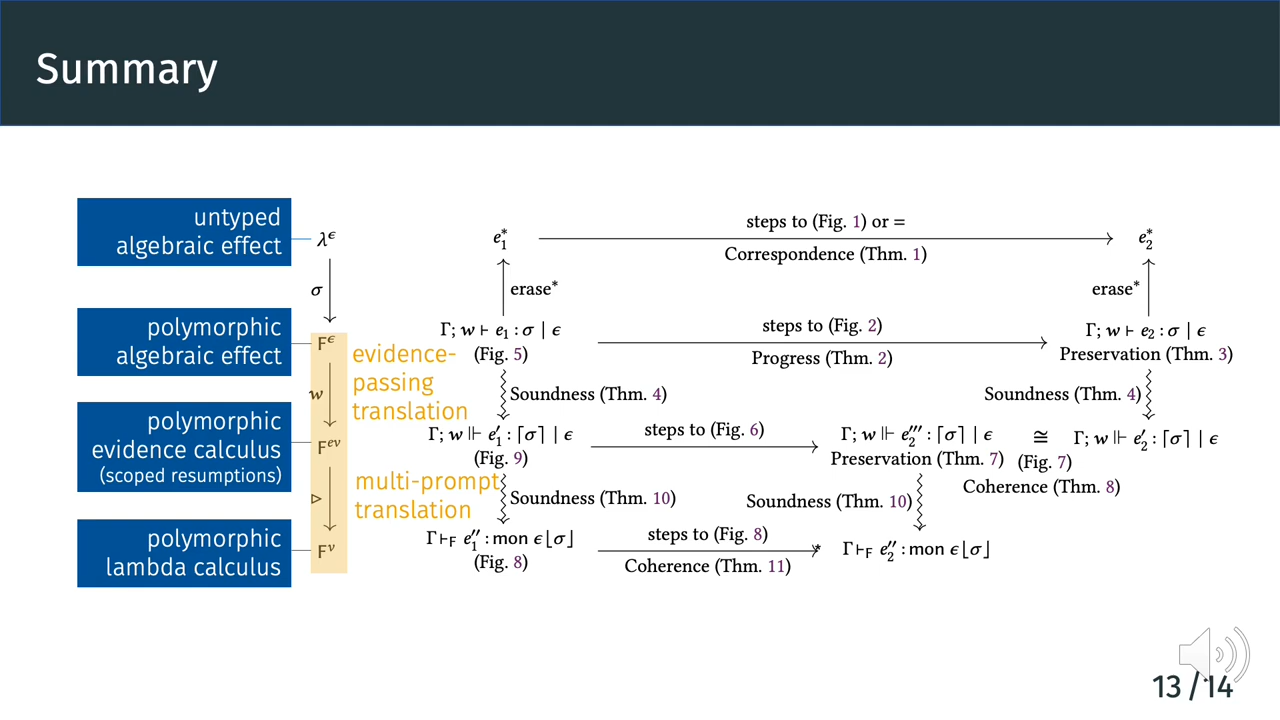 Summary
untyped
algebraic effect
λᵋ
e₁*
steps to (Fig. 1) or =
Correspondence (Thm. 1)
e₂*
σ
erase*
erase*
polymorphic
algebraic effect
Fᵋ
Γ; w ⊢ e₁ : σ | ϵ
(Fig. 5)
steps to (Fig. 2)
Progress (Thm. 2)
Γ; w ⊢ e₂ : σ | ϵ
Preservation (Thm. 3)
w
evidence-
passing
translation
Soundness (Thm. 4)
Soundness (Thm. 4)
polymorphic
evidence calculus
(scoped resumptions)
Fᵉᵛ
Γ; w ⊩ e₁′ : ⌈σ⌉ | ϵ
(Fig. 9)
steps to (Fig. 6)
Γ; w ⊩ e₂‴ : ⌈σ⌉ | ϵ
Preservation (Thm. 7)
≅
(Fig. 7)
Γ; w ⊩ e₂′ : ⌈σ⌉ | ϵ
Coherence (Thm. 8)
▷
multi-prompt
translation
Soundness (Thm. 10)
Soundness (Thm. 10)
polymorphic
lambda calculus
Fᵛ
Γ ⊢F e₁″ : mon ϵ ⌊σ⌋
(Fig. 8)
steps to (Fig. 8)
*
Coherence (Thm. 11)
Γ ⊢F e₂″ : mon ϵ ⌊σ⌋
13 / 14